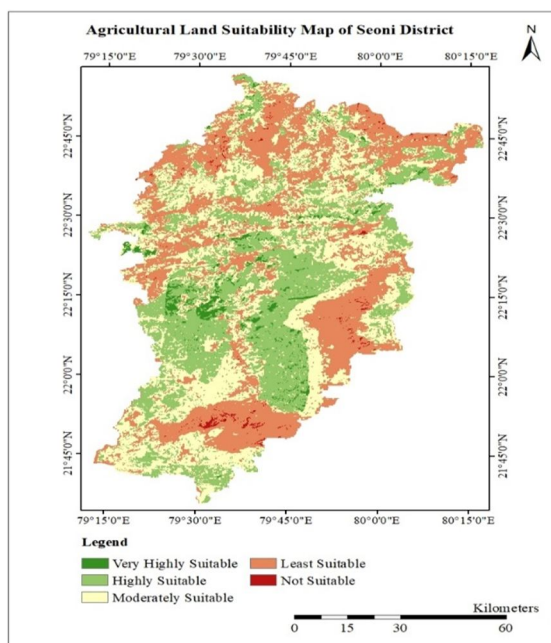 Agricultural Land Suitability Map of Seoni District
N
79°15'0"E 79°30'0"E 79°45'0"E 80°0'0"E 80°15'0"E
22°45'0"N 22°45'0"N
22°30'0"N 22°30'0"N
22°15'0"N 22°15'0"N
22°0'0"N 22°0'0"N
21°45'0"N 21°45'0"N
79°15'0"E 79°30'0"E 79°45'0"E 80°0'0"E 80°15'0"E
Legend
Very Highly Suitable Least Suitable
Highly Suitable Not Suitable
Moderately Suitable
Kilometers
0 15 30 60